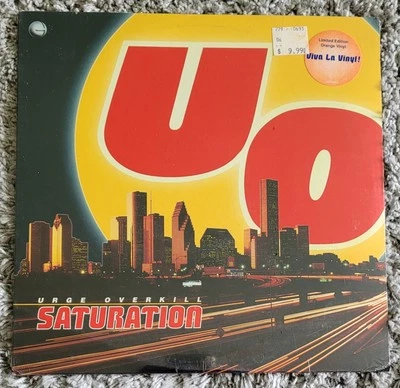 $ 9.99
Limited Edition
Orange Vinyl
Viva La Vinyl!
UO
URGE OVERKILL
SATURATION